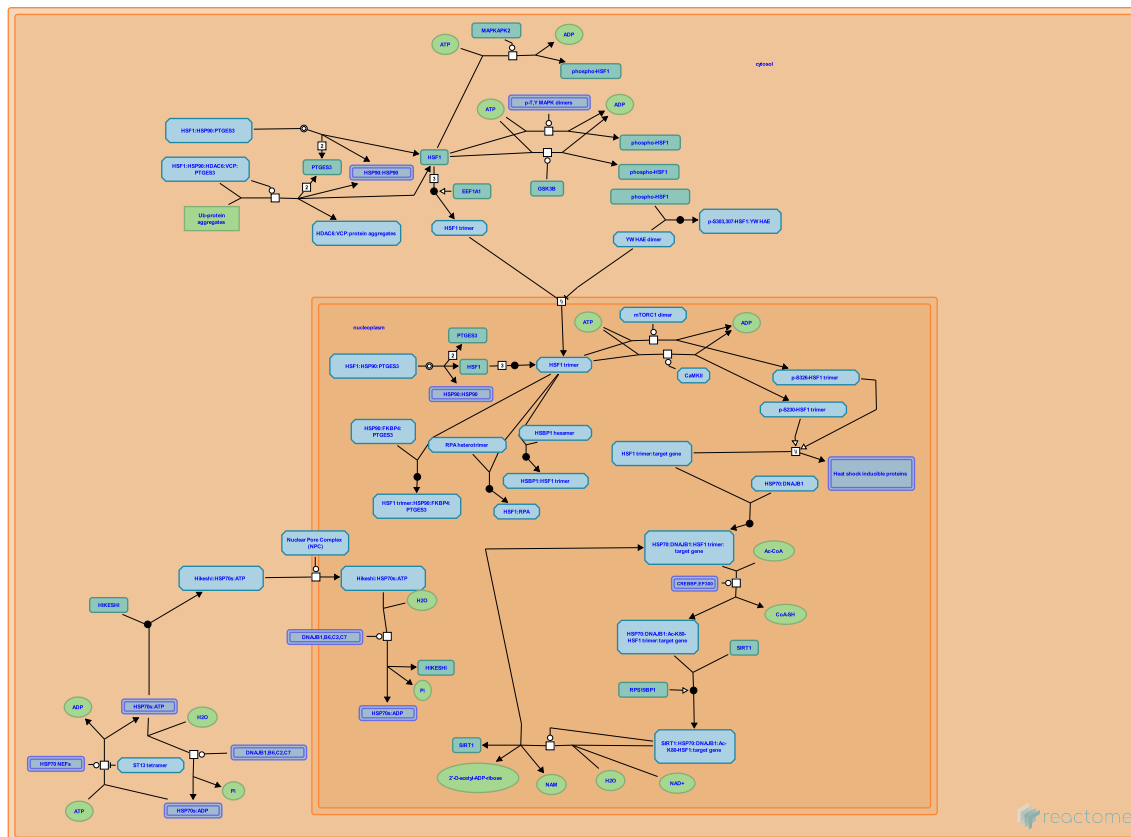 MAPKAPK2
ATP
ADP
phospho-HSF1
cytosol
p-T,Y MAPK dimers
ATP
ADP
HSF1:HSP90:PTGES3
phospho-HSF1
2
HSF1
HSF1:HSP90:HDAC6:VCP:
PTGES3
PTGES3
HSP90:HSP90
phospho-HSF1
3
2
GSK3B
EEF1A1
phospho-HSF1
Ub-protein
aggregates
p-S303,307-HSF1:YWHAE
HDAC6:VCP:protein aggregates
HSF1 trimer
YWHAE dimer
nucleoplasm
mTORC1 dimer
ATP
ADP
PTGES3
2
HSF1:HSP90:PTGES3
HSF1
3
HSF1 trimer
CaMKII
p-S326-HSF1 trimer
HSP90:HSP90
p-S230-HSF1 trimer
HSP90:FKBP4:
PTGES3
RPA heterotrimer
HSBP1 hexamer
HSF1 trimer:target gene
Heat shock inducible proteins
HSBP1:HSF1 trimer
HSP70:DNAJB1
HSF1 trimer:HSP90:FKBP4:
PTGES3
HSF1:RPA
Nuclear Pore Complex
(NPC)
HSP70:DNAJB1:HSF1 trimer:
target gene
Ac-CoA
Hikeshi:HSP70s:ATP
Hikeshi:HSP70s:ATP
CREBBP,EP300
H2O
HIKESHI
CoA-SH
DNAJB1,B6,C2,C7
HSP70:DNAJB1:Ac-K80-
HSF1 trimer:target gene
SIRT1
HIKESHI
Pi
RPS19BP1
HSP70s:ATP
ADP
H2O
HSP70s:ADP
SIRT1
SIRT1:HSP70:DNAJB1:Ac-
K80-HSF1:target gene
DNAJB1,B6,C2,C7
HSP70 NEFs
ST13 tetramer
2'-O-acetyl-ADP-ribose
NAM
H2O
NAD+
Pi
ATP
HSP70s:ADP
reactome